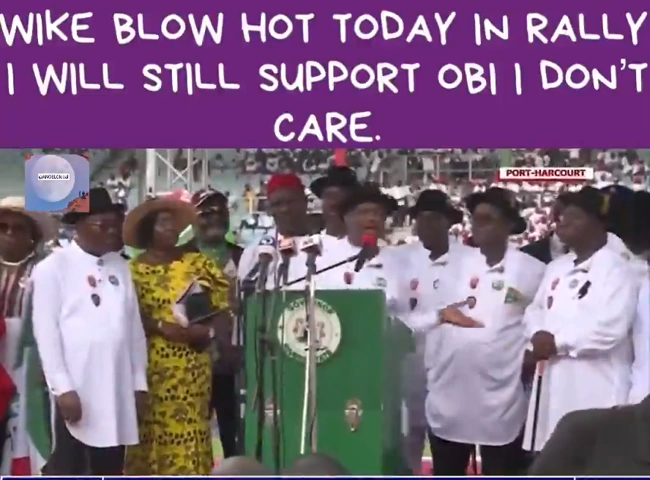 WIKE BLOW HOT TODAY IN RALLY
I WILL STILL SUPPORT OBI I DON'T
CARE.
PORT-HARCOURT